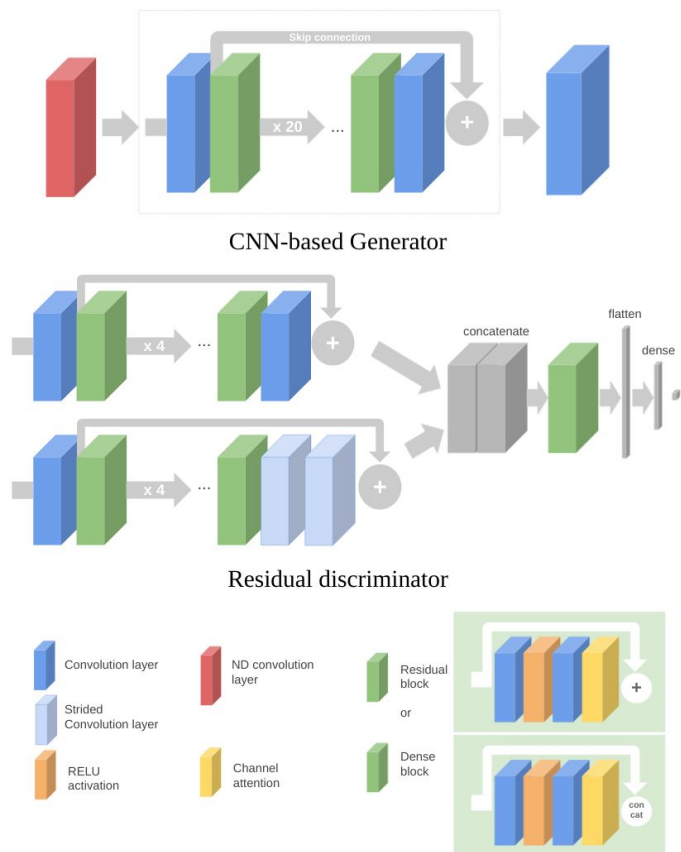 Skip connection
x 20
...
+
CNN-based Generator
x 4
...
+
concatenate
flatten
dense
x 4
...
+
Residual discriminator
Convolution layer
Strided
Convolution layer
RELU
activation
ND convolution
layer
Channel
attention
Residual
block
or
Dense
block
+
con
cat